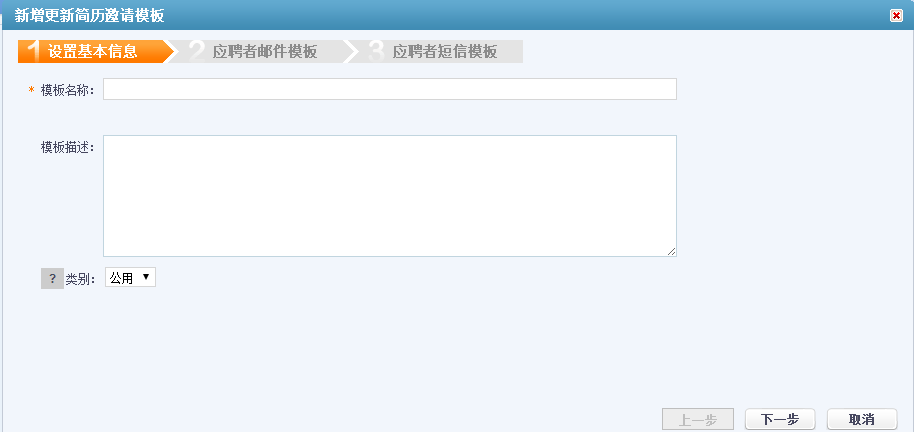 新增更新简历邀请模板
1 设置基本信息 2 应聘者邮件模板 3 应聘者短信模板
* 模板名称：
模板描述：
? 类别： 公用 ▼
上一步 下一步 取消